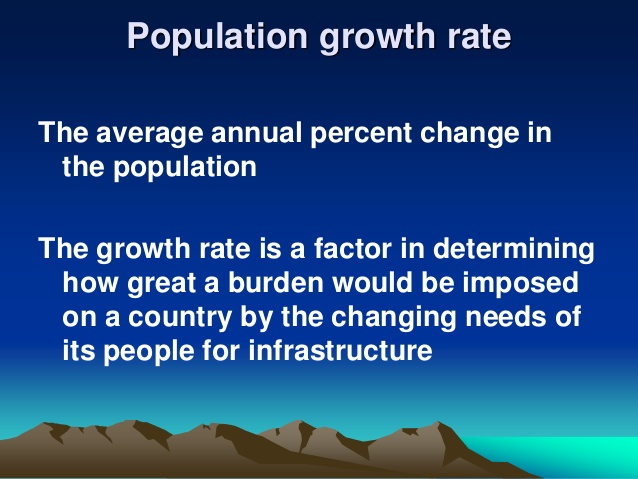 Population growth rate
The average annual percent change in
the population
The growth rate is a factor in determining
how great a burden would be imposed
on a country by the changing needs of
its people for infrastructure